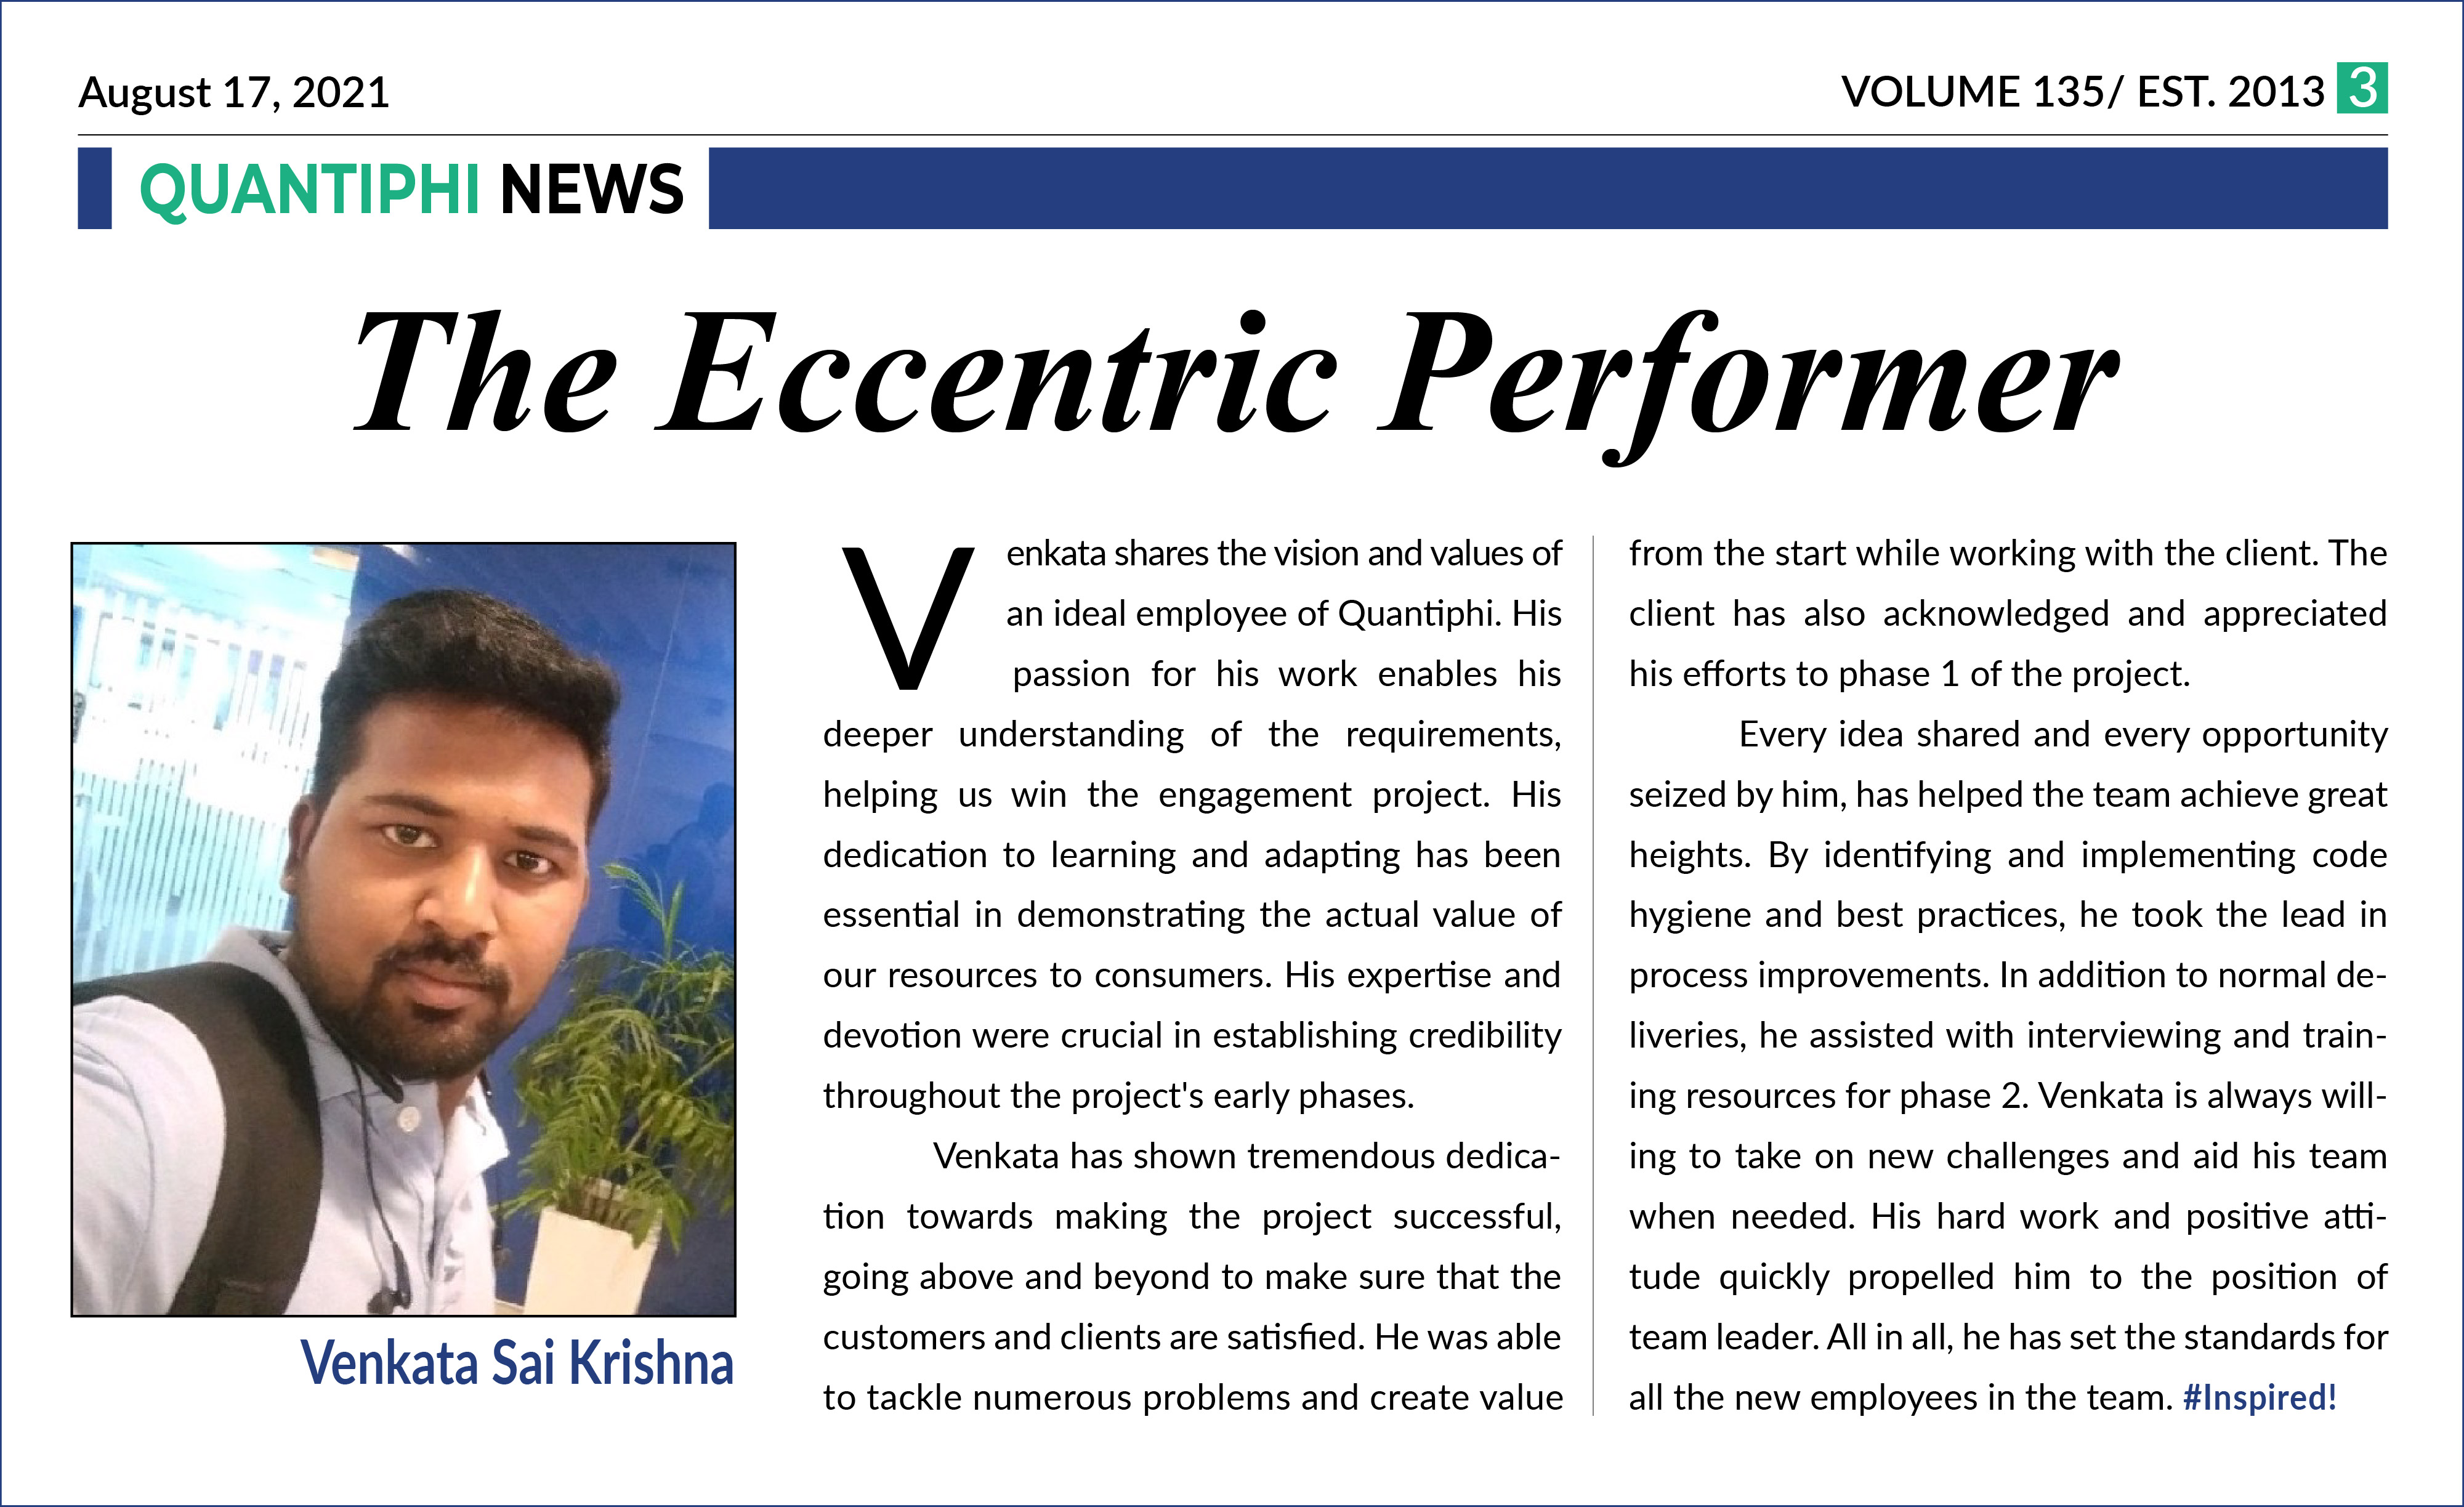 August 17, 2021
VOLUME 135/ EST. 2013 3
QUANTIPHI NEWS
The Eccentric Performer
Venkata shares the vision and values of
an ideal employee of Quantiphi. His
passion for his work enables his
deeper understanding of the requirements,
helping us win the engagement project. His
dedication to learning and adapting has been
essential in demonstrating the actual value of
our resources to consumers. His expertise and
devotion were crucial in establishing credibility
throughout the project's early phases.
Venkata has shown tremendous dedica-
tion towards making the project successful,
going above and beyond to make sure that the
customers and clients are satisfied. He was able
to tackle numerous problems and create value
from the start while working with the client. The
client has also acknowledged and appreciated
his efforts to phase 1 of the project.
Every idea shared and every opportunity
seized by him, has helped the team achieve great
heights. By identifying and implementing code
hygiene and best practices, he took the lead in
process improvements. In addition to normal de-
liveries, he assisted with interviewing and train-
ing resources for phase 2. Venkata is always will-
ing to take on new challenges and aid his team
when needed. His hard work and positive atti-
tude quickly propelled him to the position of
team leader. All in all, he has set the standards for
all the new employees in the team. #Inspired!
Venkata Sai Krishna